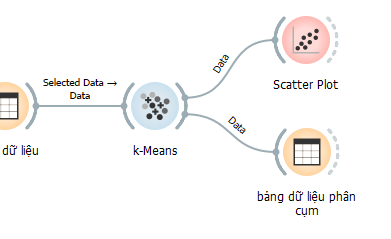 Data
Selected Data →
Data
Scatter Plot
Data
dữ liệu
k-Means
bảng dữ liệu phân
cụm